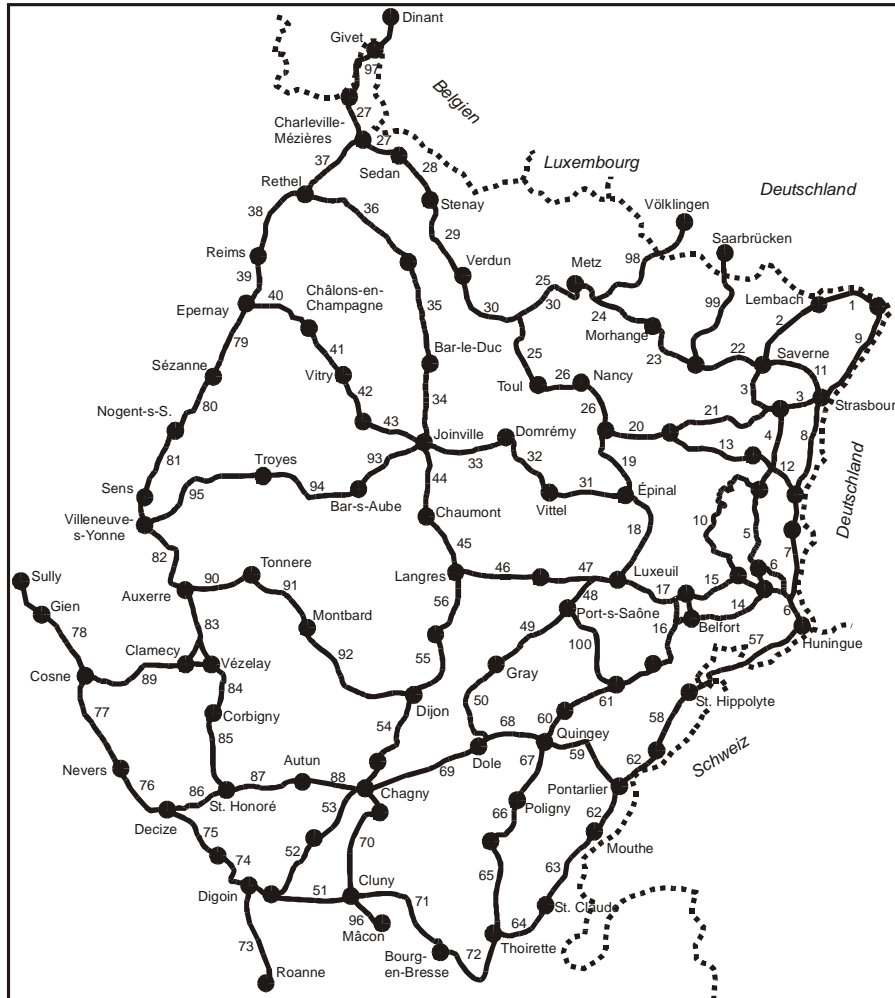 Dinant
Givet
97
Belgien
27
Charleville-
Mézières
27
37
Sedan
28
Luxembourg
Rethel
Stenay
Völklingen
Deutschland
36
38
29
Saarbrücken
Reims
Verdun
98
39
Metz
25
Châlons-en-
Champagne
40
35
30
30
24
99
Lembach
1
Epernay
Morhange
2
9
79
41
23
22
Saverne
11
Bar-le-Duc
25
Sézanne
Vitry
26
Nancy
Toul
3
3
Strasbour
80
42
34
26
21
Nogent-s-S.
43
Joinville
Domrémy
20
13
4
8
81
93
33
32
19
12
Troyes
44
Sens
95
94
31
Épinal
Deutschland
Bar-s-Aube
Vittel
10
Villeneuve-
s-Yonne
Chaumont
18
5
7
82
45
Tonnere
46
47
Luxeuil
6
Sully
90
Langres
15
Auxerre
91
56
48
17
14
6
Gien
Montbard
Port-s-Saône
16
Belfort
78
83
49
100
57
Huningue
Clamecy
92
55
Vézelay
Gray
Cosne
89
84
61
St. Hippolyte
77
Corbigny
50
Dijon
60
85
54
68
Quingey
58
Schweiz
Nevers
Autun
Dole
67
59
62
76
86
87
88
69
Pontarlier
St. Honoré
Chagny
66
Poligny
Decize
53
62
75
70
Mouthe
52
74
65
63
Digoin
Cluny
51
71
St. Claude
96
64
Mâcon
Thoirette
73
Bourg-
en-Bresse
72
Roanne